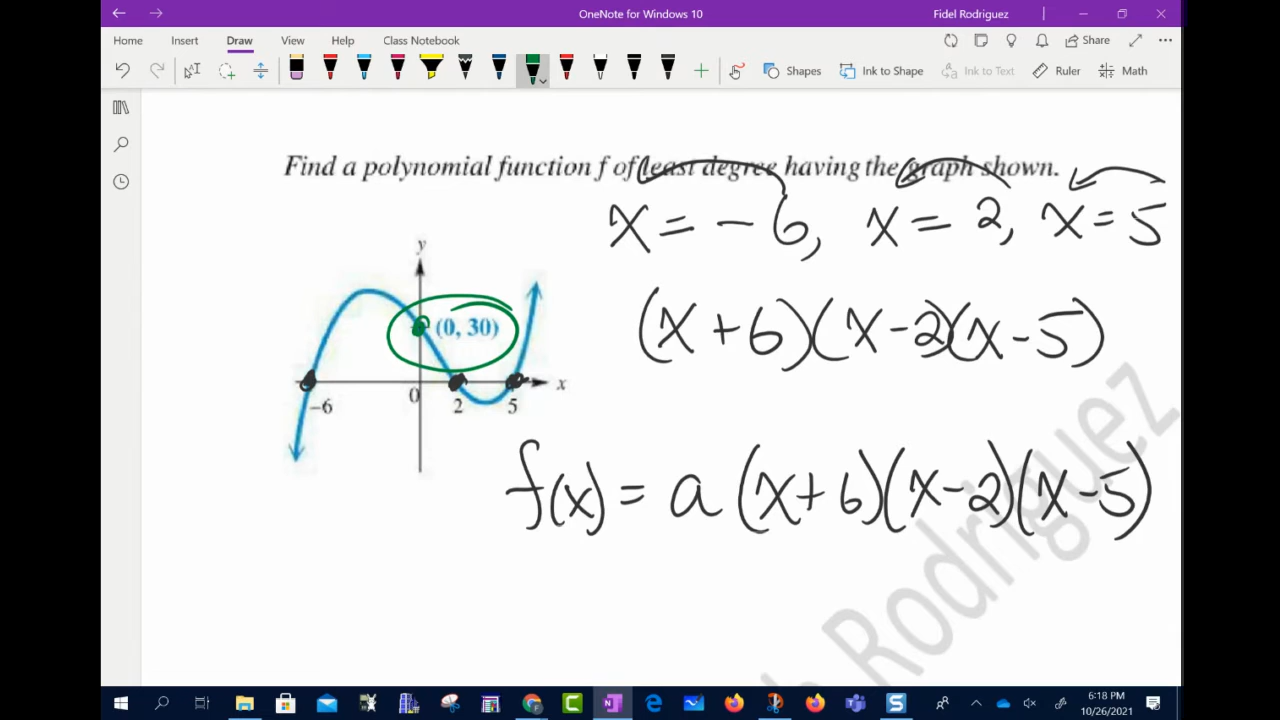 OneNote for Windows 10
Fidel Rodriguez
Home Insert Draw View Help Class Notebook
Share
Shapes Ink to Shape Ink to Text Ruler Math
Find a polynomial function f of least degree having the graph shown.
x = -6, x = 2, x = 5
(x+6)(x-2)(x-5)
y
(0, 30)
x
-6 0 2 5
f(x) = a(x+6)(x-2)(x-5)
Rodriguez
6:18 PM
10/26/2021